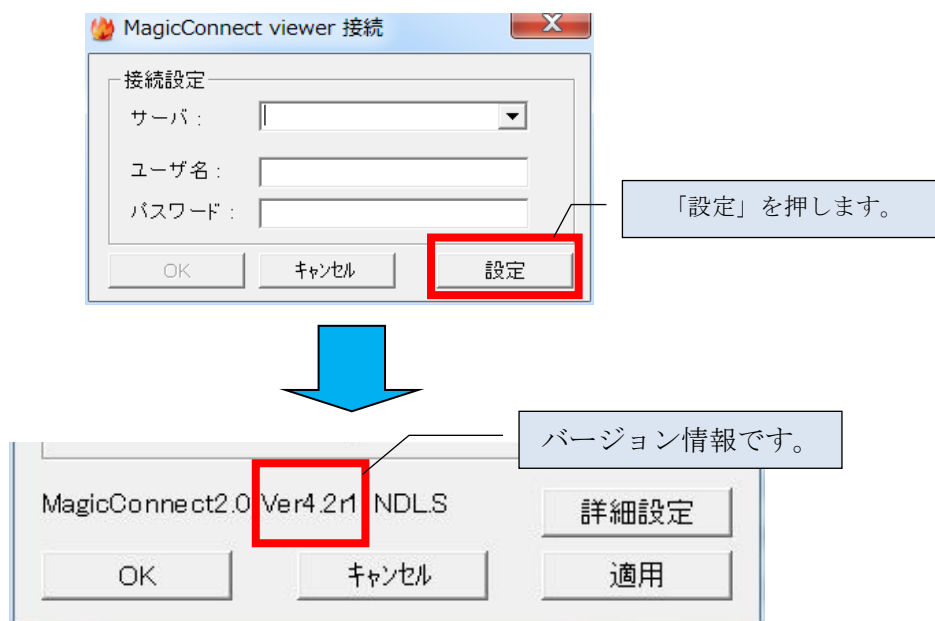 MagicConnect viewer 接続
接続設定
サーバ :
ユーザ名 :
パスワード :
「設定」を押します。
OK キャンセル 設定
バージョン情報です。
MagicConnect2.0 Ver4.2r1 NDLS 詳細設定
OK キャンセル 適用